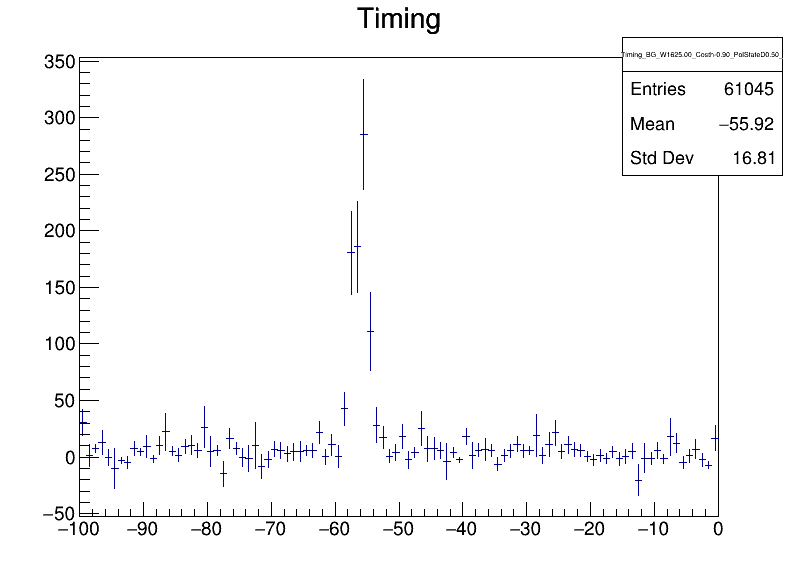 Timing
Timing_BG_W1625.00_Costh-0.90_PolStateD0.50_
Entries 61045
Mean −55.92
Std Dev 16.81
350
300
250
200
150
100
50
0
−50
−100 −90 −80 −70 −60 −50 −40 −30 −20 −10 0